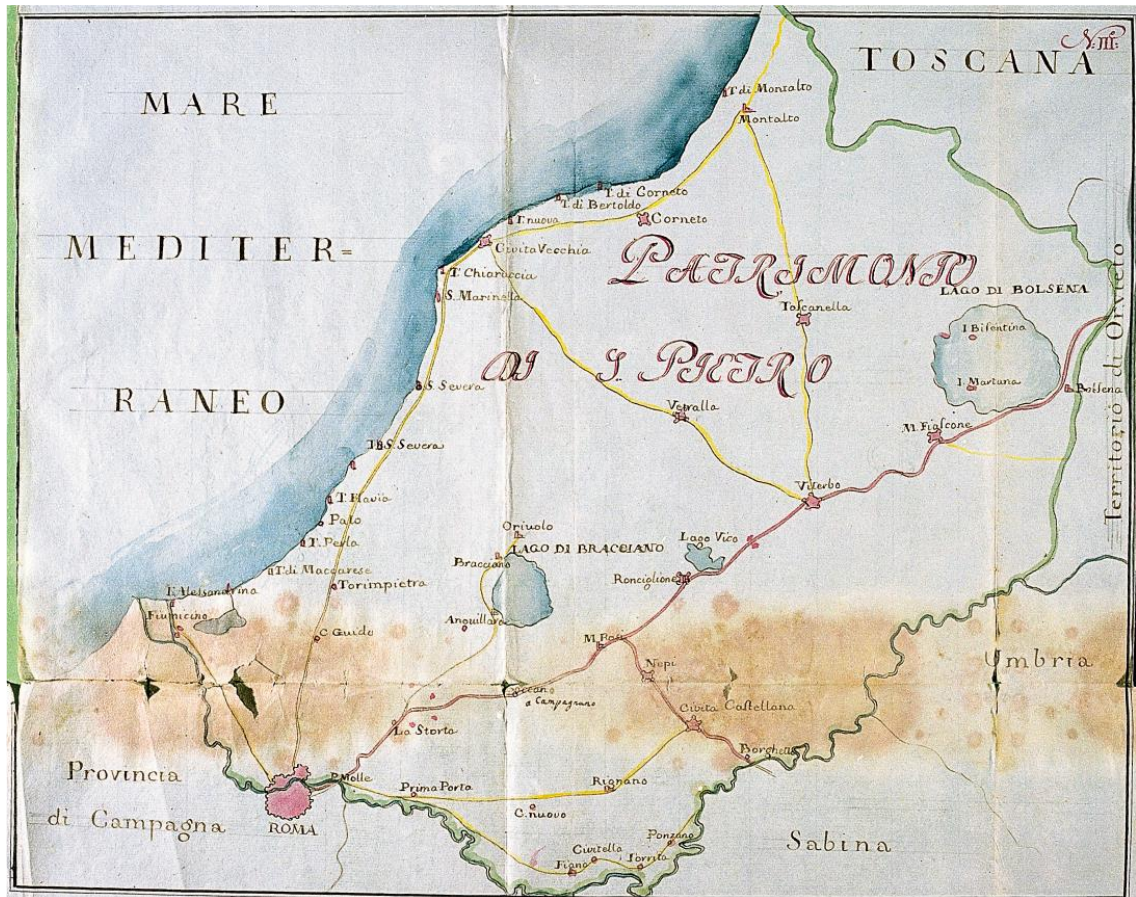 N. III.
TOSCANA
MARE
MEDITER=
RANEO
T. di Montalto
Montalto
T. di Corneto
T. di Bertoldo
T. nuova
Corneto
Civita Vecchia
T. Chiaruccia
S. Marinella
PATRIMONIO
DI S. PIETRO
LAGO DI BOLSENA
Toscanella
I. Bisentina
I. Martana
Bolsena
Territorio di Orvieto
S. Severa
Vetralla
M. Fiascone
S. Severa
Viterbo
T. Flavia
Palo
T. Perla
Oriuolo
LAGO DI BRACCIANO
Bracciano
Lago Vico
T. di Maccarese
Torimpietra
Ronciglione
T. Alessandrina
Fiumicino
C. Guido
Anguillara
M. Rosi
Nepi
Umbria
Baccano
a Campagnano
Civita Castellana
La Storta
Borghetto
Provincia
di Campagna
P. Molle
Prima Porta
Rignano
C. nuovo
ROMA
Ponzano
Sabina
Civitella
Fiano
Torrita